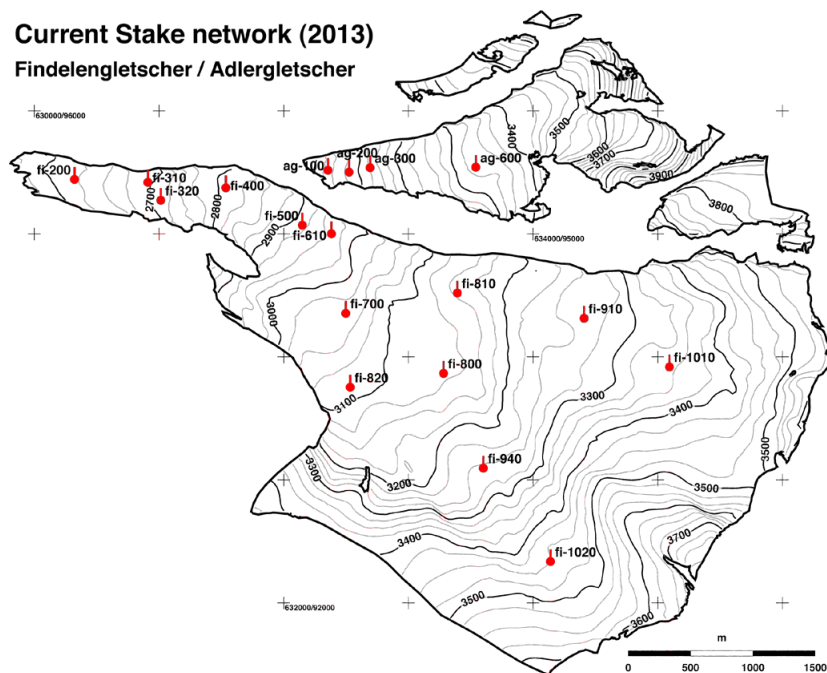 Current Stake network (2013)
Findelengletscher / Adlergletscher
630000/96000
3400
3500
3600
3700
3900
3800
ag-100
ag-200
ag-300
ag-600
fi-200
fi-310
fi-320
2700
fi-400
2800
fi-500
2900
fi-610
634000/95000
3000
fi-700
fi-810
fi-910
fi-800
fi-820
3100
fi-1010
3300
3400
3500
fi-940
3200
3300
3500
3400
fi-1020
3700
3500
3600
632000/92000
m
0 500 1000 1500